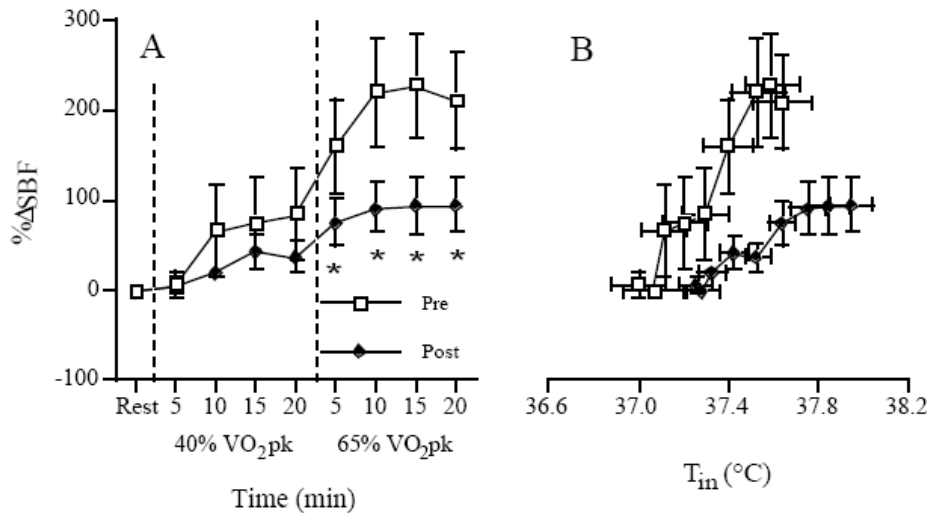 300
200
100
0
-100
%ΔSBF
A
* * * *
Pre
Post
Rest 5 10 15 20 5 10 15 20
40% VO2pk 65% VO2pk
Time (min)
B
36.6 37.0 37.4 37.8 38.2
Tin (°C)